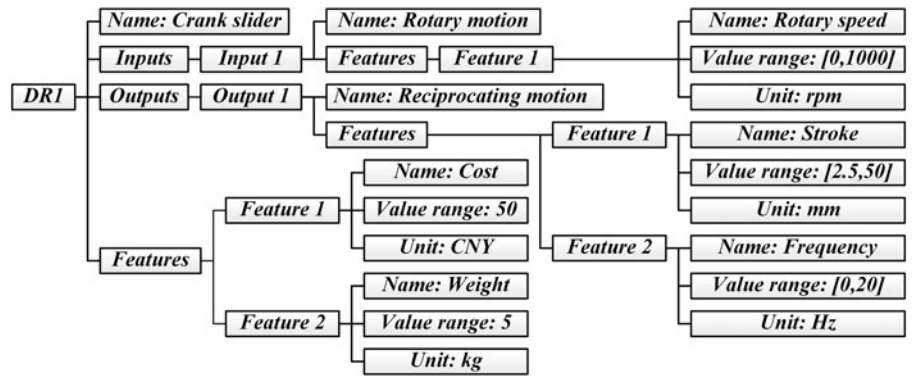 DR1
Name: Crank slider
Inputs
Input 1
Name: Rotary motion
Features
Feature 1
Name: Rotary speed
Value range: [0,1000]
Unit: rpm
Outputs
Output 1
Name: Reciprocating motion
Features
Feature 1
Name: Stroke
Value range: [2.5,50]
Unit: mm
Feature 2
Name: Frequency
Value range: [0,20]
Unit: Hz
Features
Feature 1
Name: Cost
Value range: 50
Unit: CNY
Feature 2
Name: Weight
Value range: 5
Unit: kg